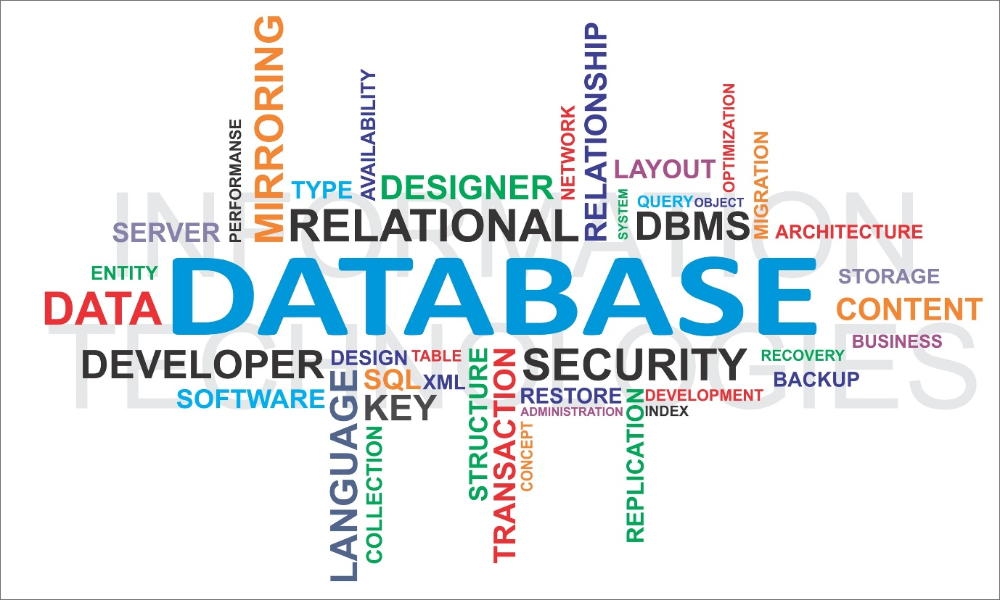 MIRRORING
RELATIONSHIP
AVAILABILITY
OPTIMIZATION
NETWORK
PERFORMANSE
MIGRATION
LAYOUT
TYPE
DESIGNER
SYSTEM
QUERY
OBJECT
INFORMATION
SERVER
RELATIONAL
DBMS
ARCHITECTURE
ENTITY
DATABASE
STORAGE
DATA
CONTENT
TECHNOLOGIES
BUSINESS
DEVELOPER
DESIGN
TABLE
STRUCTURE
TRANSACTION
SECURITY
RECOVERY
LANGUAGE
SQL
XML
BACKUP
SOFTWARE
KEY
RESTORE
REPLICATION
DEVELOPMENT
ADMINISTRATION
INDEX
COLLECTION
CONCEPT